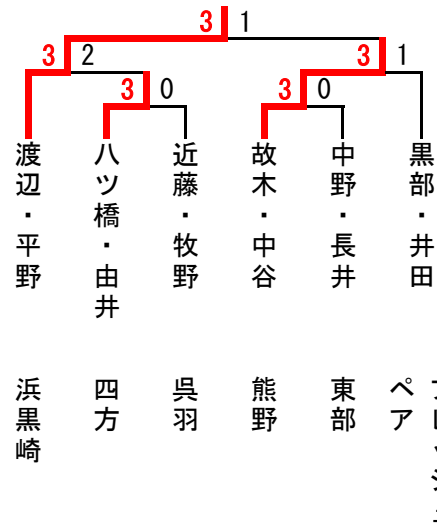 3 1
3 2 3 1
3 0 3 0
渡辺・平野
八ツ橋・由井
近藤・牧野
故木・中谷
中野・長井
黒部・井田
浜黒崎
四方
呉羽
熊野
東部
ペア